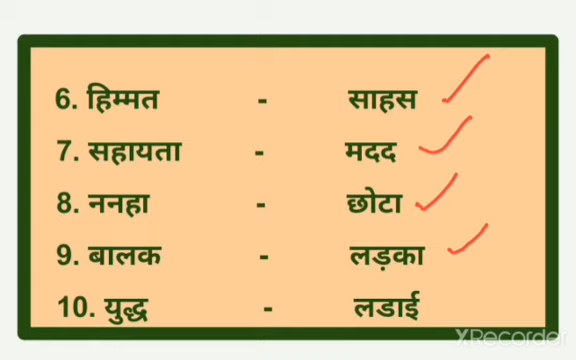 6. हिम्मत - साहस
7. सहायता - मदद
8. ननहा - छोटा
9. बालक - लड़का
10. युद्ध - लडाई
XRecorder